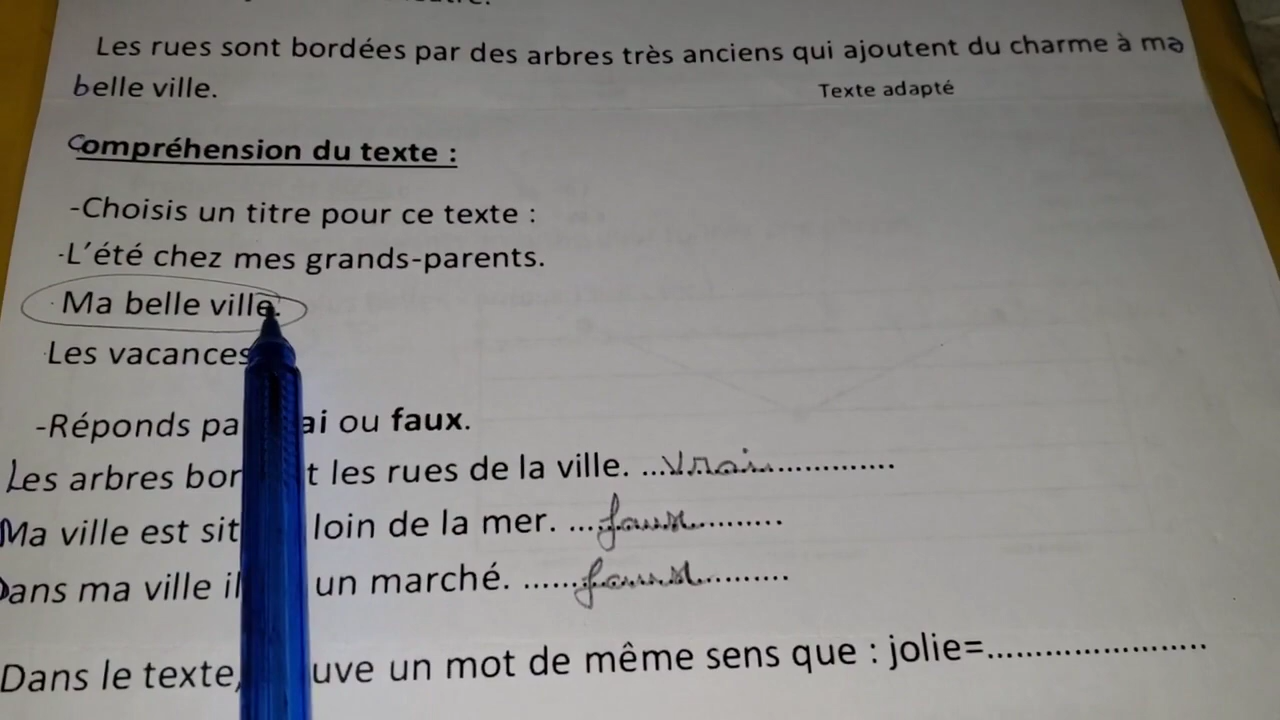 Les rues sont bordées par des arbres très anciens qui ajoutent du charme à ma
belle ville.
Texte adapté
Compréhension du texte :
-Choisis un titre pour ce texte :
-L'été chez mes grands-parents.
Ma belle ville.
Les vacances
-Réponds pa ai ou faux.
Les arbres bor t les rues de la ville. ...vrai...............
Ma ville est sit loin de la mer. ...faux.........
Dans ma ville il un marché. ......faux.........
Dans le texte, uve un mot de même sens que : jolie=......................